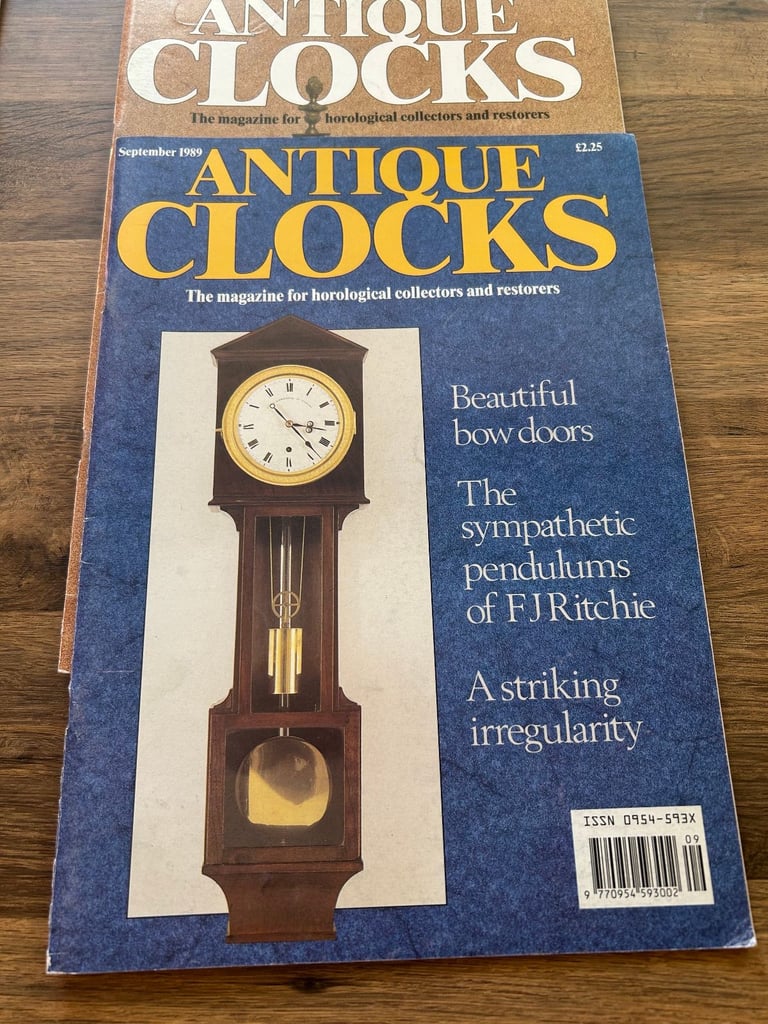 ANTIQUE
CLOCKS
The magazine for horological collectors and restorers
September 1989
£2.25
ANTIQUE
CLOCKS
The magazine for horological collectors and restorers
Beautiful
bow doors
The
sympathetic
pendulums
of FJRitchie
A striking
irregularity
ISSN 0954-593X
09
9 770954 593002